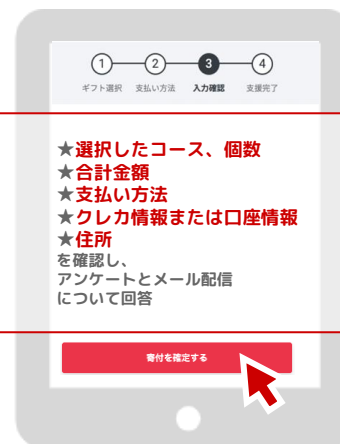 1 2 3 4
ギフト選択 支払い方法 入力確認 支援完了
★選択したコース、個数
★合計金額
★支払い方法
★クレカ情報または口座情報
★住所
を確認し、
アンケートとメール配信
について回答
寄付を確定する